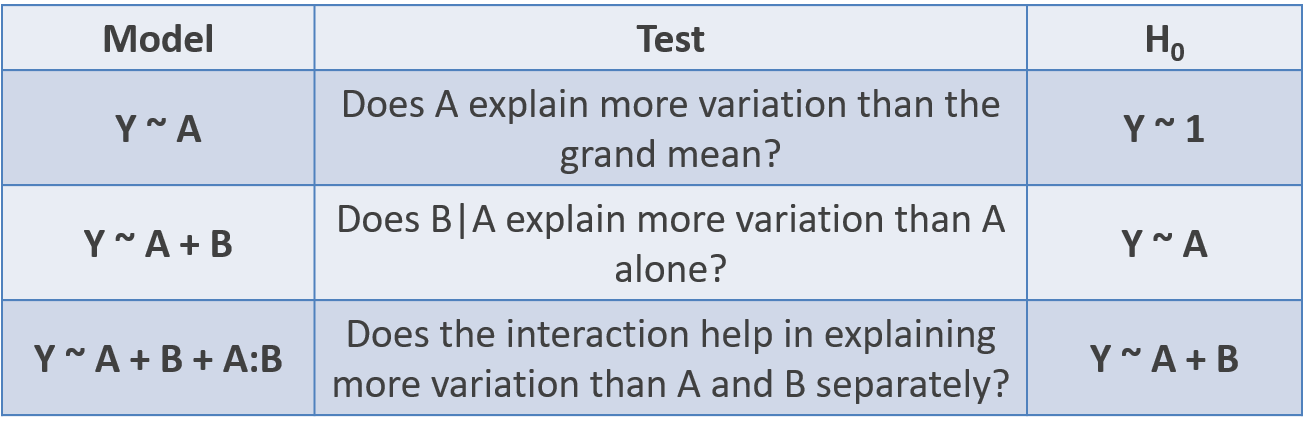 Model Test H₀
Y ~ A Does A explain more variation than the grand mean? Y ~ 1
Y ~ A + B Does B|A explain more variation than A alone? Y ~ A
Y ~ A + B + A:B Does the interaction help in explaining more variation than A and B separately? Y ~ A + B